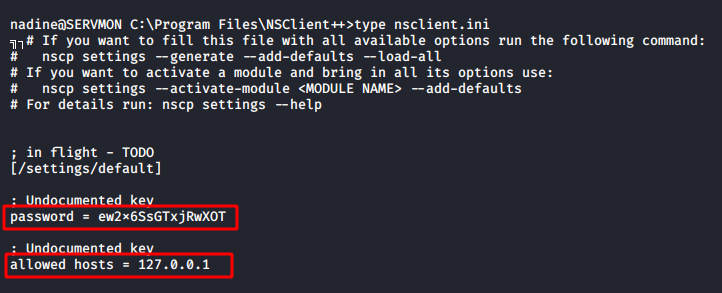 nadine@SERVMON C:\Program Files\NSClient++>type nsclient.ini
╗┐# If you want to fill this file with all available options run the following command:
#   nscp settings --generate --add-defaults --load-all
# If you want to activate a module and bring in all its options use:
#   nscp settings --activate-module <MODULE NAME> --add-defaults
# For details run: nscp settings --help
; in flight - TODO
[/settings/default]
; Undocumented key
password = ew2x6SsGTxjRwXOT
; Undocumented key
allowed hosts = 127.0.0.1